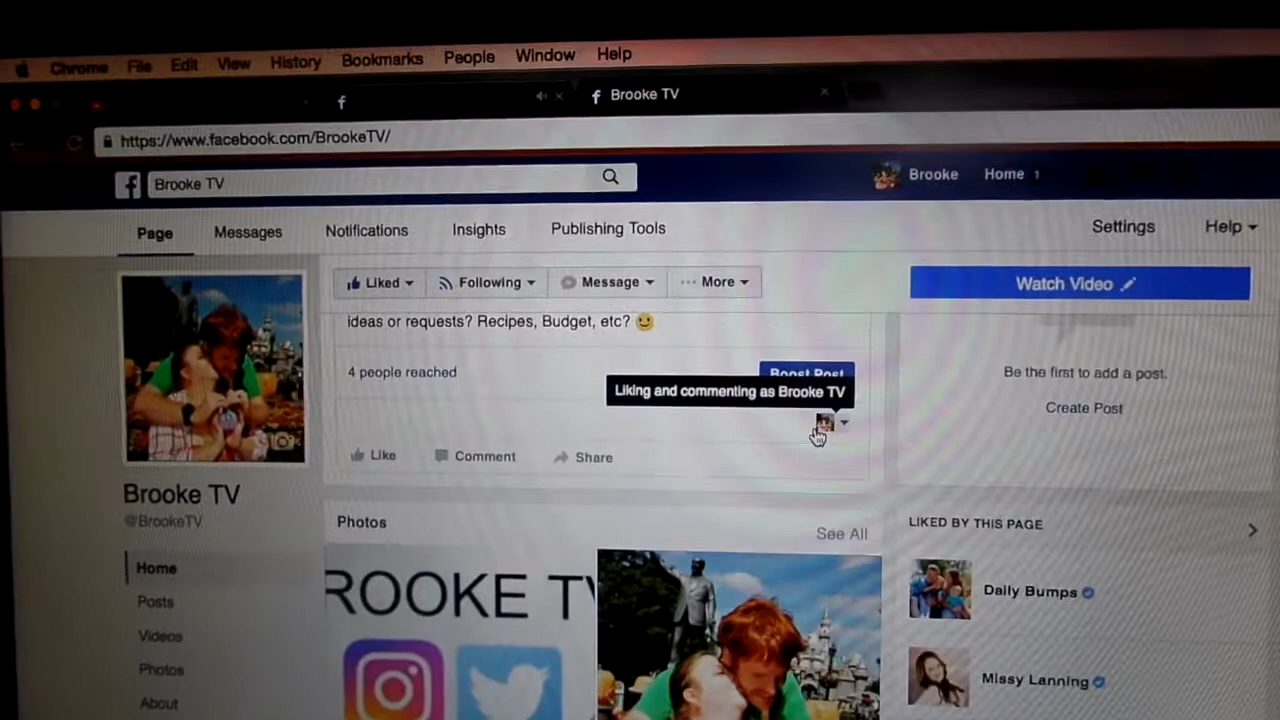 Chrome File Edit View History Bookmarks People Window Help
Brooke TV
https://www.facebook.com/BrookeTV/
Brooke TV
Brooke Home 1
Page Messages Notifications Insights Publishing Tools Settings Help
Liked Following Message More
Watch Video
ideas or requests? Recipes, Budget, etc? 🙂
4 people reached
Boost Post
Liking and commenting as Brooke TV
Like Comment Share
Be the first to add a post.
Create Post
Brooke TV
@BrookeTV
Home
Posts
Videos
Photos
About
Photos
See All
ROOKE TV
LIKED BY THIS PAGE
Daily Bumps
Missy Lanning